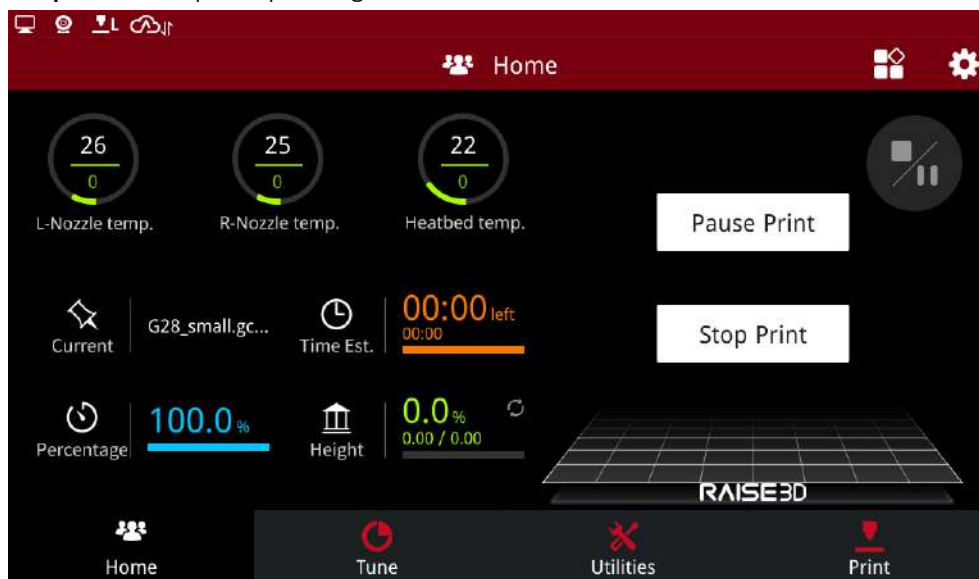 L
Home
26
0
L-Nozzle temp.
25
0
R-Nozzle temp.
22
0
Heatbed temp.
Pause Print
Current
G28_small.gc...
Time Est.
00:00 left
00:00
Stop Print
Percentage
100.0 %
Height
0.0 %
0.00 / 0.00
RAISE3D
Home
Tune
Utilities
Print